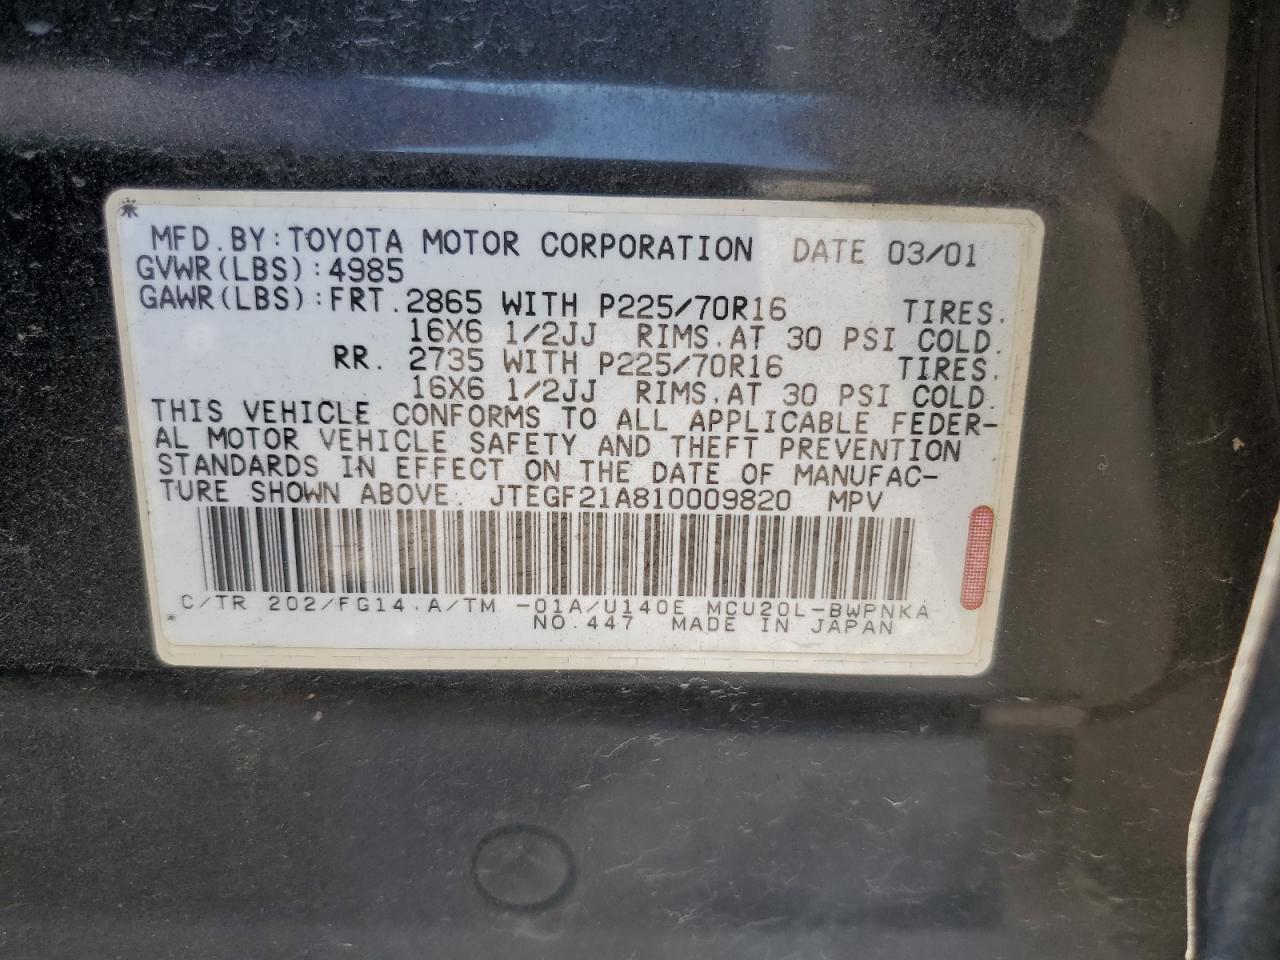 MFD.BY:TOYOTA MOTOR CORPORATION DATE 03/01
GVWR(LBS):4985
GAWR(LBS):FRT.2865 WITH P225/70R16 TIRES.
16X6 1/2JJ RIMS.AT 30 PSI COLD.
RR. 2735 WITH P225/70R16 TIRES.
16X6 1/2JJ RIMS.AT 30 PSI COLD.
THIS VEHICLE CONFORMS TO ALL APPLICABLE FEDER-
AL MOTOR VEHICLE SAFETY AND THEFT PREVENTION
STANDARDS IN EFFECT ON THE DATE OF MANUFAC-
TURE SHOWN ABOVE. JTEGF21A810009820 MPV
C/TR 202/FG14.A/TM -01A/U140E MCU20L-BWPNKA
NO.447 MADE IN JAPAN